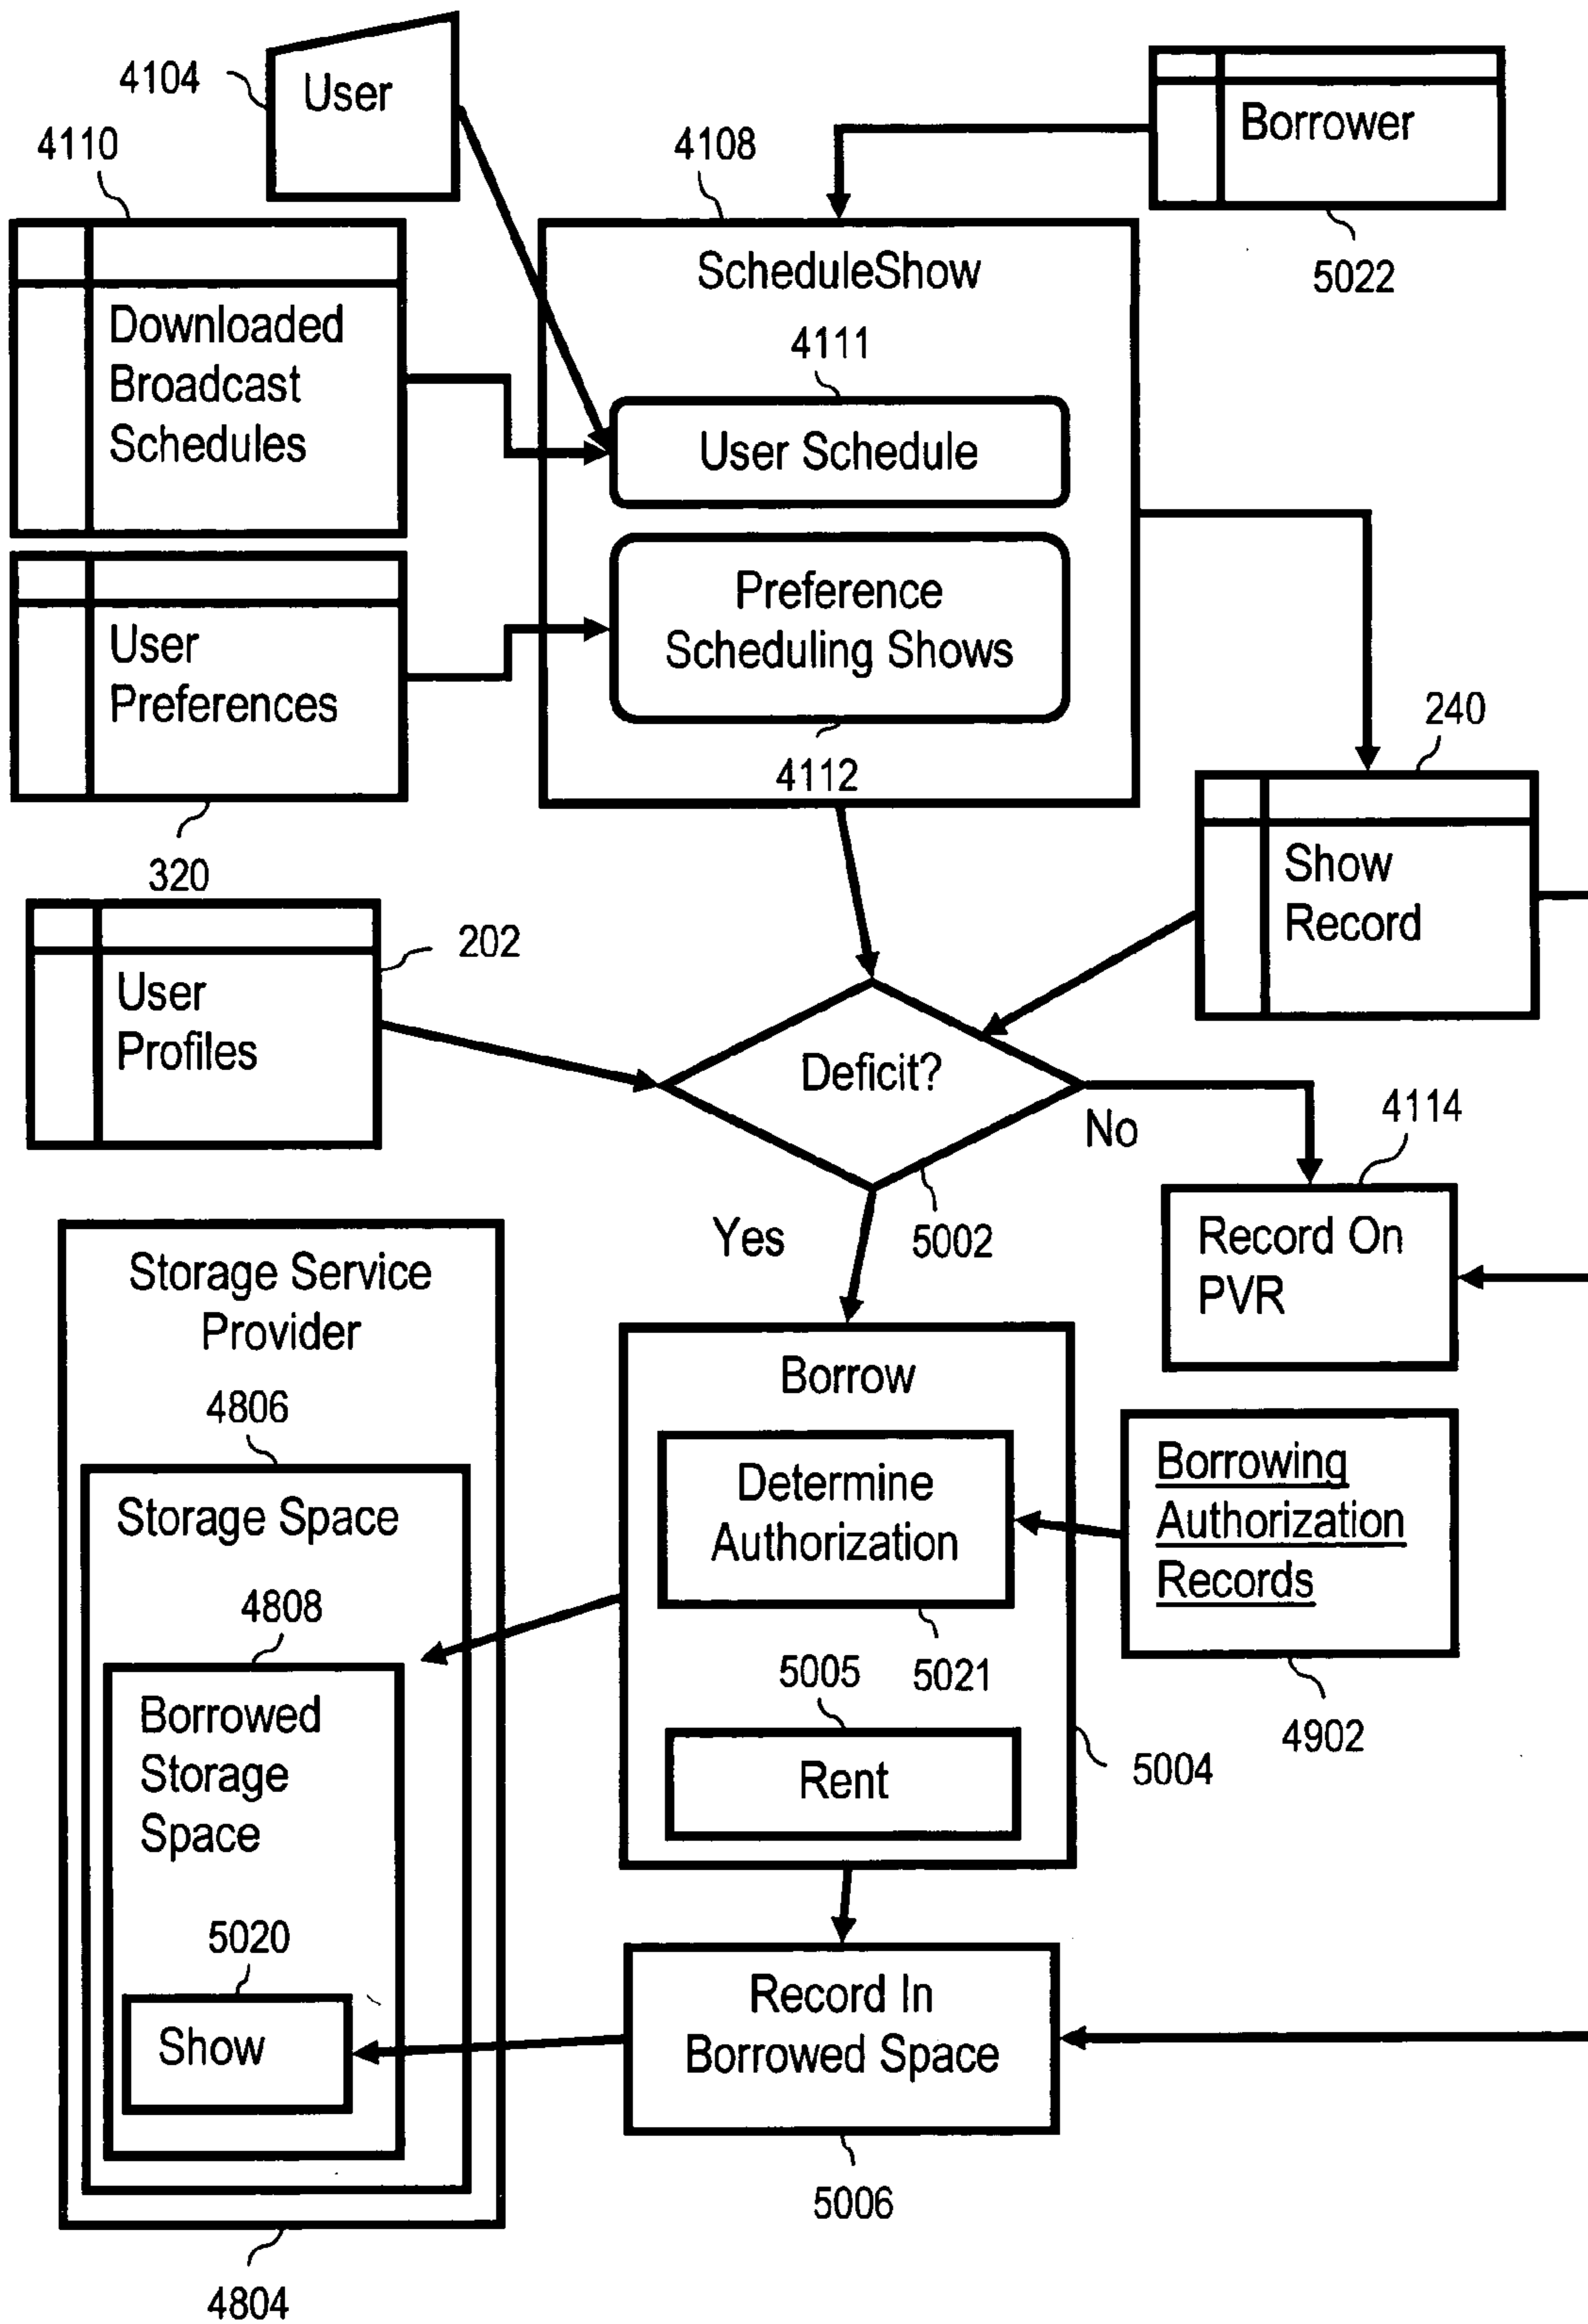 4104
User
Borrower
5022
4110
Downloaded
Broadcast
Schedules
4108
ScheduleShow
4111
User Schedule
Preference
Scheduling Shows
4112
User
Preferences
320
240
Show
Record
User
Profiles
202
Deficit?
No
Yes
5002
4114
Record On
PVR
Storage Service
Provider
4806
Storage Space
4808
Borrowed
Storage
Space
5020
Show
4804
Borrow
Determine
Authorization
5021
5005
Rent
5004
Borrowing
Authorization
Records
4902
Record In
Borrowed Space
5006